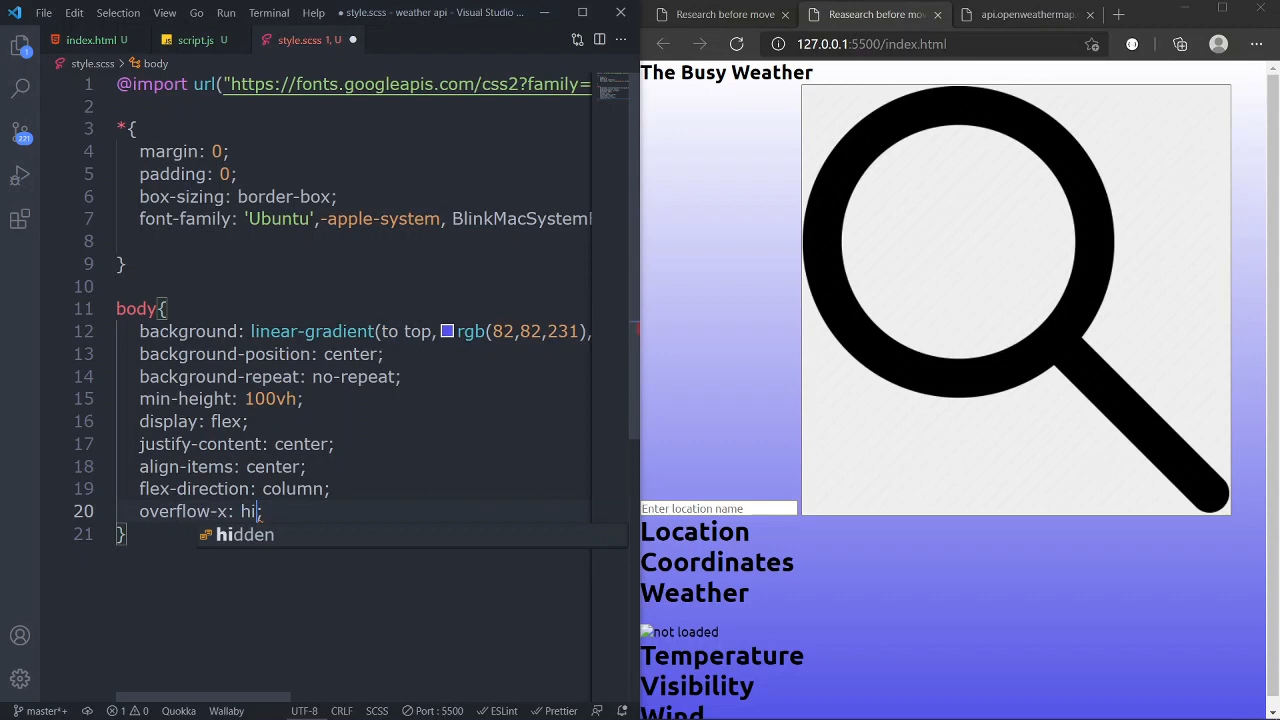 File Edit Selection View Go Run Terminal Help
● style.scss - weather api - Visual Studio ...
index.html U
script.js U
style.scss 1, U
style.scss > body
1 @import url("https://fonts.googleapis.com/css2?family=
2
3 *{
4 margin: 0;
5 padding: 0;
6 box-sizing: border-box;
7 font-family: 'Ubuntu',-apple-system, BlinkMacSystemF
8
9 }
10
11 body{
12 background: linear-gradient(to top, rgb(82,82,231),
13 background-position: center;
14 background-repeat: no-repeat;
15 min-height: 100vh;
16 display: flex;
17 justify-content: center;
18 align-items: center;
19 flex-direction: column;
20 overflow-x: hi;
hidden
21 }
1
221
master*+ 1 0 Quokka Wallaby UTF-8 CRLF SCSS Port : 5500 ESLint Prettier
Research Movies
Research before mov
api.openweathermap.
127.0.0.1:5500/index.html
The Busy Weather
Enter location name
Location
Coordinates
Weather
not loaded
Temperature
Visibility
Wind